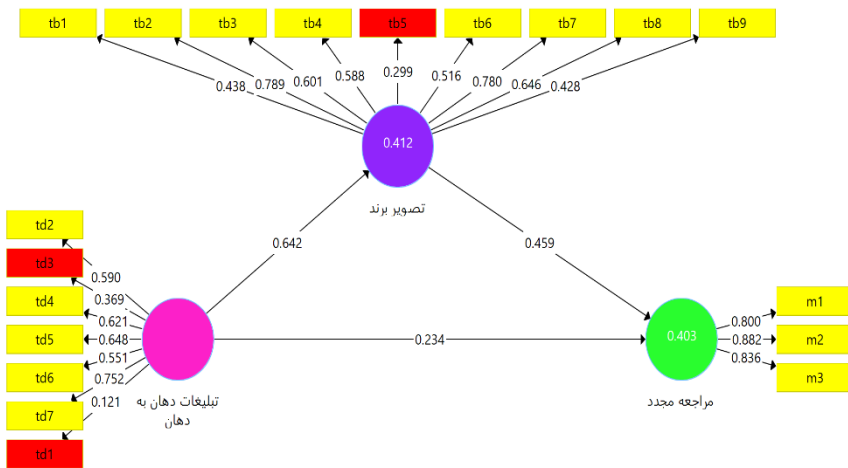 tb1
tb2
tb3
tb4
tb5
tb6
tb7
tb8
tb9
0.438
0.789
0.601
0.588
0.299
0.516
0.780
0.646
0.428
0.412
تصویر برند
0.642
0.459
td2
td3
td4
td5
td6
td7
td1
0.590
0.369
0.621
0.648
0.551
0.752
0.121
تبلیغات دهان به
دهان
0.234
0.403
مراجعه مجدد
0.800
0.882
0.836
m1
m2
m3